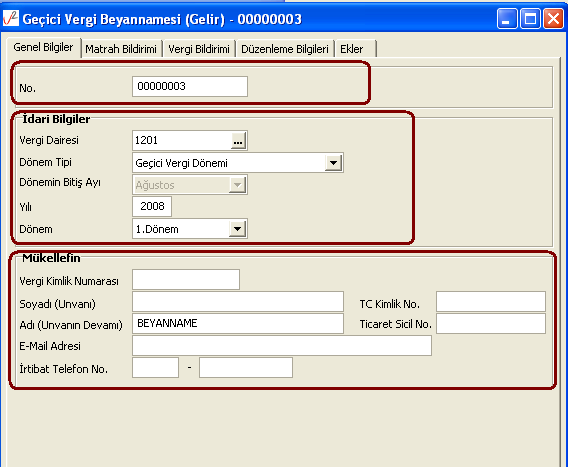 Geçici Vergi Beyannamesi (Gelir) - 00000003
Genel Bilgiler Matrah Bildirimi Vergi Bildirimi Düzenleme Bilgileri Ekler
No. 00000003
İdari Bilgiler
Vergi Dairesi 1201 ...
Dönem Tipi Geçici Vergi Dönemi
Dönemin Bitiş Ayı Ağustos
Yılı 2008
Dönem 1.Dönem
Mükellefin
Vergi Kimlik Numarası
Soyadı (Unvanı) TC Kimlik No.
Adı (Unvanın Devamı) BEYANNAME Ticaret Sicil No.
E-Mail Adresi
İrtibat Telefon No. -